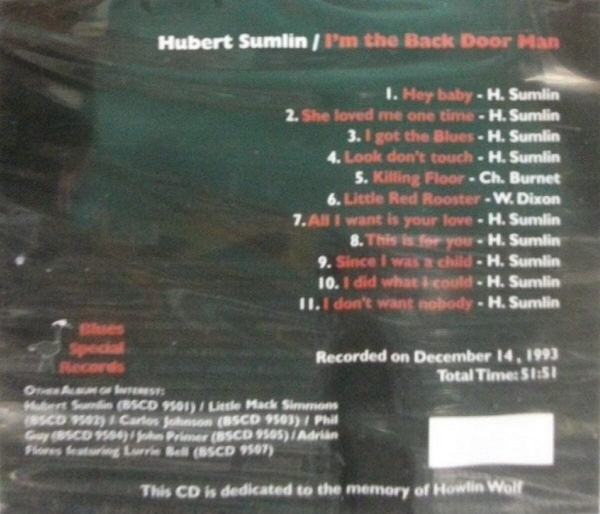 Hubert Sumlin / I'm the Back Door Man
1. Hey baby - H. Sumlin
2. She loved me one time - H. Sumlin
3. I got the Blues - H. Sumlin
4. Look don't touch - H. Sumlin
5. Killing Floor - Ch. Burnet
6. Little Red Rooster - W. Dixon
7. All I want is your love - H. Sumlin
8. This is for you - H. Sumlin
9. Since I was a child - H. Sumlin
10. I did what I could - H. Sumlin
11. I don't want nobody - H. Sumlin
Blues
Special
Records
Recorded on December 14, 1993
Total Time: 51:51
Other Album of Interest:
Hubert Sumlin (BSCD 9501) / Little Mack Simmons
(BSCD 9502) / Carlos Johnson (BSCD 9503) / Phil
Guy (BSCD 9504) / John Primer (BSCD 9505) / Adrián
Flores featuring Lurrie Bell (BSCD 9507)
This CD is dedicated to the memory of Howlin Wolf